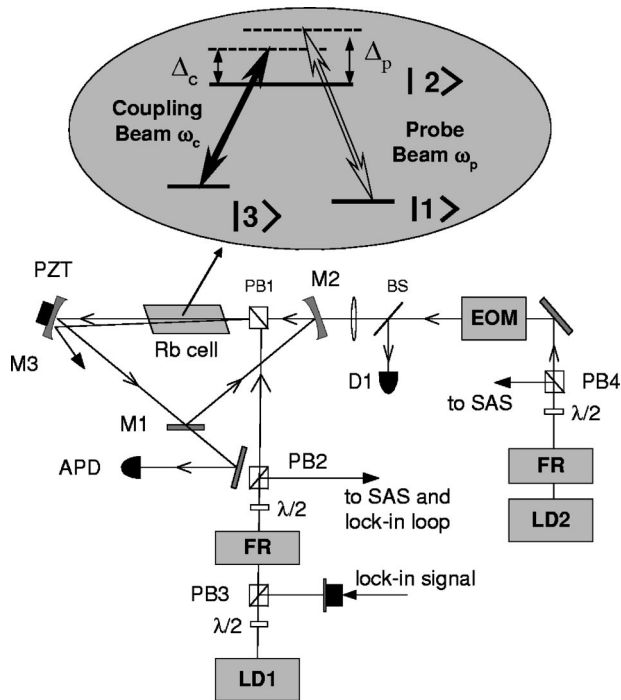 Δc
Δp
|2>
Coupling
Beam ωc
Probe
Beam ωp
|3>
|1>
PZT
M3
Rb cell
PB1
M2
BS
EOM
D1
PB4
to SAS
λ/2
FR
LD2
M1
APD
PB2
to SAS and
lock-in loop
λ/2
FR
PB3
lock-in signal
λ/2
LD1